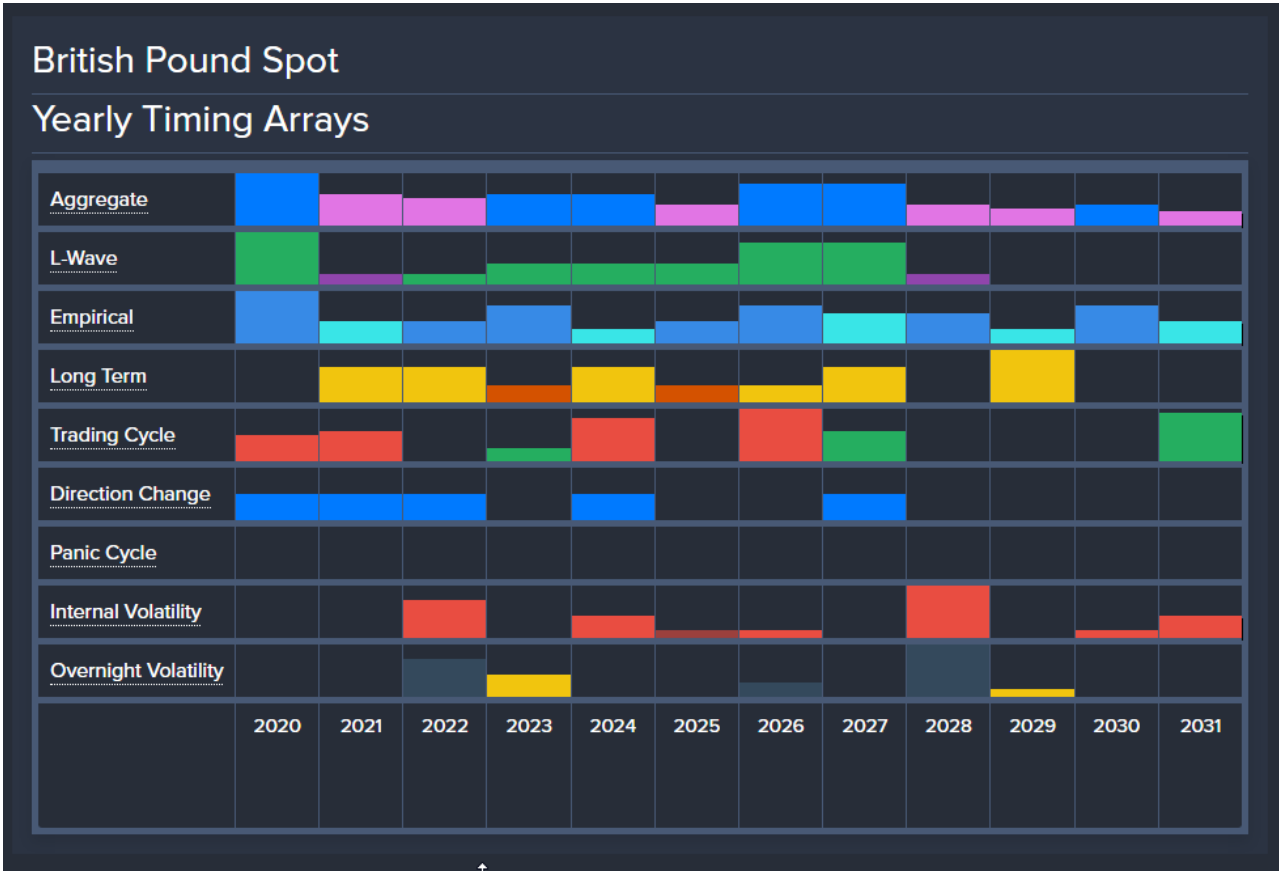 British Pound Spot
Yearly Timing Arrays
Aggregate
L-Wave
Empirical
Long Term
Trading Cycle
Direction Change
Panic Cycle
Internal Volatility
Overnight Volatility
2020 2021 2022 2023 2024 2025 2026 2027 2028 2029 2030 2031